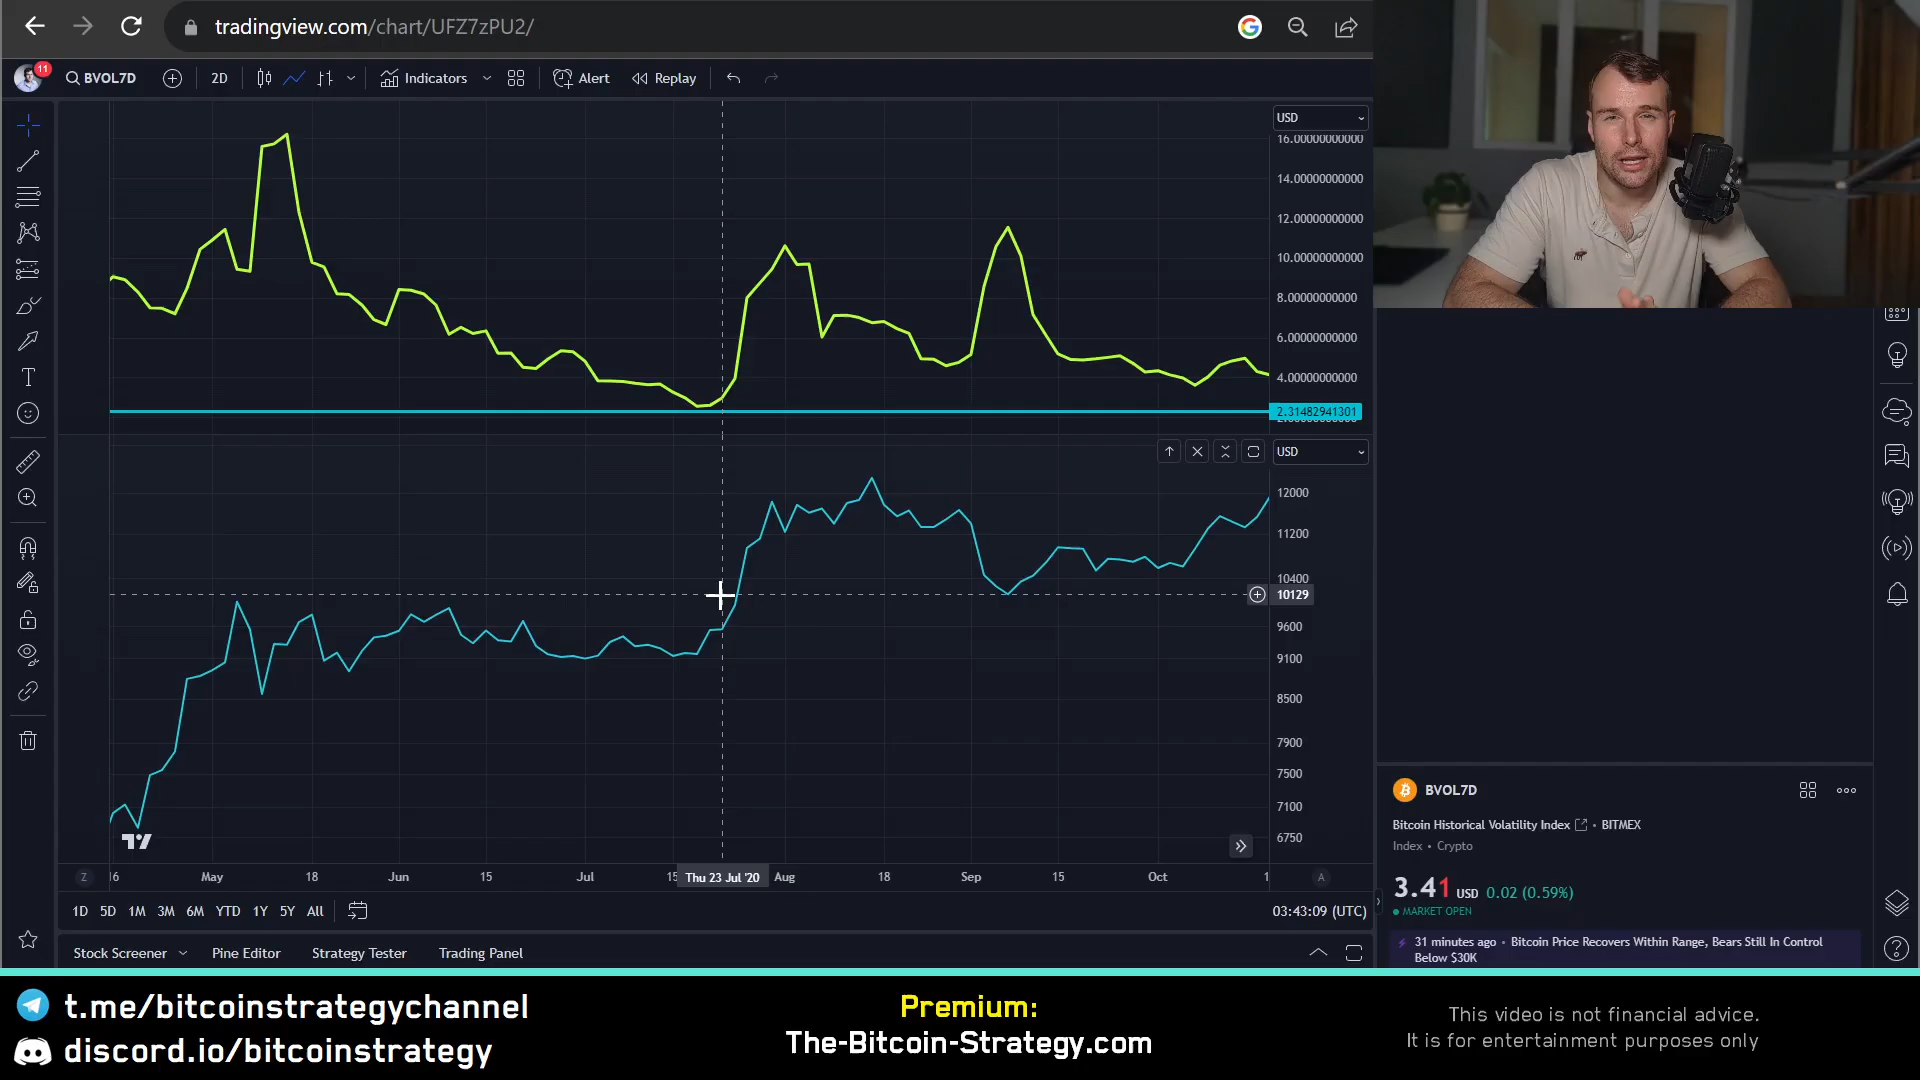 tradingview.com/chart/UFZ7zPU2/
11
BVOL7D
2D
Indicators
Alert
Replay
USD
16.00000000000
14.00000000000
12.00000000000
10.00000000000
8.00000000000
6.00000000000
4.00000000000
2.31482941301
USD
12000
11200
10400
10129
9600
9100
8500
7900
7500
7100
6750
Z
16
May
18
Jun
15
Jul
15
Thu 23 Jul '20
Aug
18
Sep
15
Oct
1
A
1D
5D
1M
3M
6M
YTD
1Y
5Y
All
03:43:09 (UTC)
Stock Screener
Pine Editor
Strategy Tester
Trading Panel
BVOL7D
Bitcoin Historical Volatility Index • BITMEX
Index • Crypto
3.41 USD 0.02 (0.59%)
MARKET OPEN
31 minutes ago • Bitcoin Price Recovers Within Range, Bears Still In Control
Below $30K
t.me/bitcoinstrategychannel
discord.io/bitcoinstrategy
Premium:
The-Bitcoin-Strategy.com
This video is not financial advice.
It is for entertainment purposes only